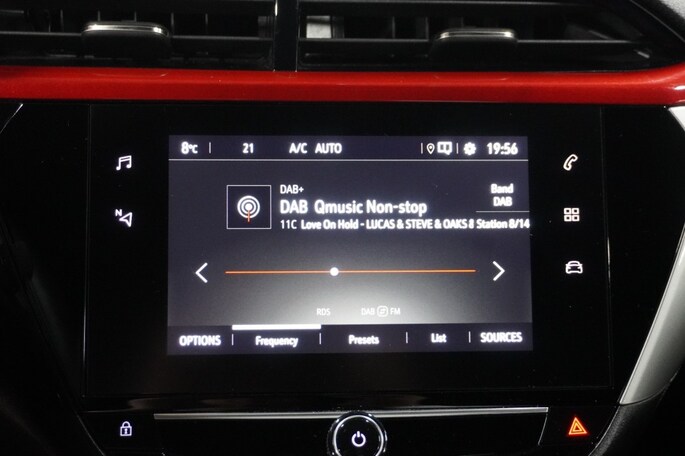 8°C 21 A/C AUTO 19:56
DAB+
Band
DAB Qmusic Non-stop
DAB
11C Love On Hold - LUCAS & STEVE & OAKS & Station 8/14
N
RDS DAB FM
OPTIONS Frequency Presets List SOURCES